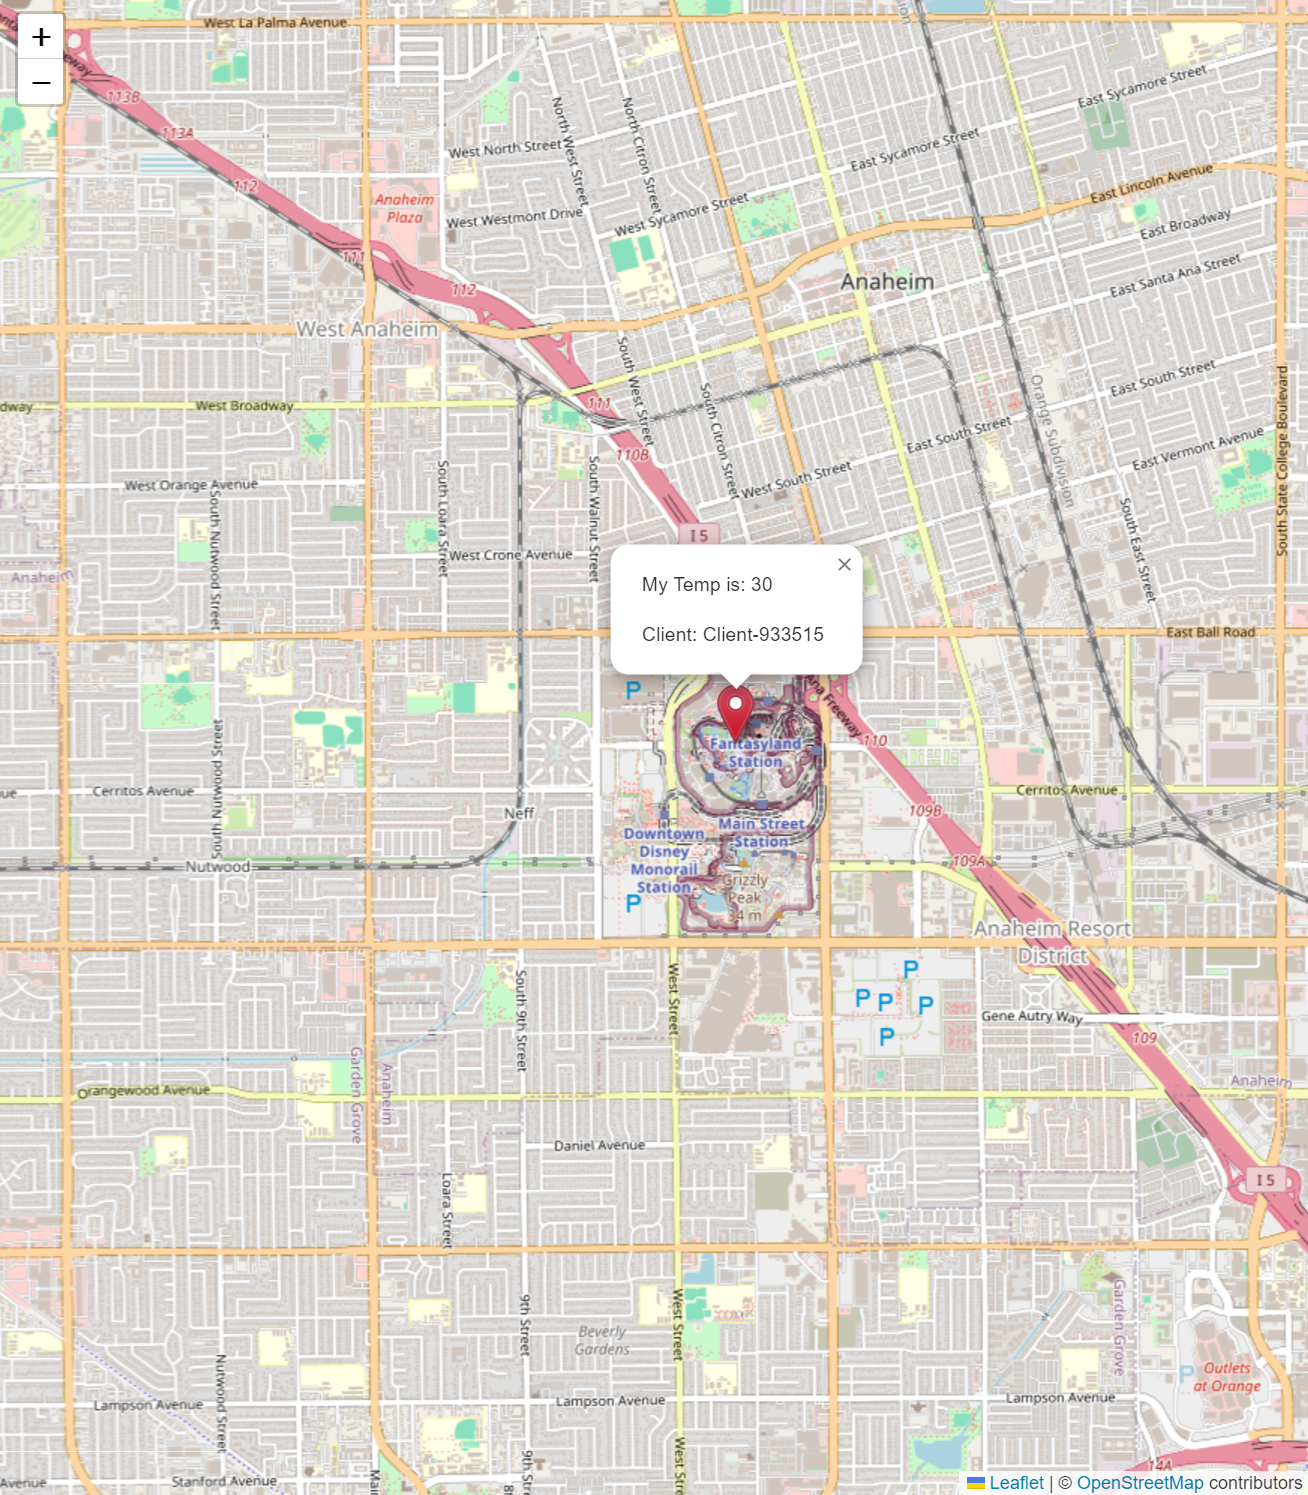 West La Palma Avenue
+
−
113B
113A
112
Anaheim
Plaza
West North Street
North West Street
North Citron Street
East Sycamore Street
East Sycamore Street
West Westmont Drive
West Sycamore Street
East Lincoln Avenue
East Broadway
111
112
Anaheim
East Santa Ana Street
West Anaheim
South West Street
South Citron Street
East South Street
Orange Subdivision
South State College Boulevard
dway
West Broadway
111
110B
East South Street
East Vermont Avenue
West Orange Avenue
South Loara Street
South Walnut Street
West South Street
South Nutwood Street
South East Street
I 5
West Crone Avenue
Anaheim
×
My Temp is: 30
Client: Client-933515
East Ball Road
P
Ana Freeway
110
Fantasyland
Station
South Nutwood Street
ue
Cerritos Avenue
Cerritos Avenue
Neff
109B
Main Street
Station
Downtown
Disney
Monorail
Station
109A
Nutwood
Grizzly
Peak
34 m
P
Anaheim Resort
District
South 9th Street
West Street
P
P
P
P
P
Gene Autry Way
109
Garden Grove
Anaheim
Anaheim
Orangewood Avenue
Daniel Avenue
Loara Street
I 5
9th Street
West Street
Beverly
Gardens
Garden Grove
Nutwood Street
P
Outlets
at Orange
Lampson Avenue
Lampson Avenue
Lampson Avenue
9th Stre
West Stre
Avenue
Stanford Avenue
Main
14A
Leaflet | © OpenStreetMap contributors